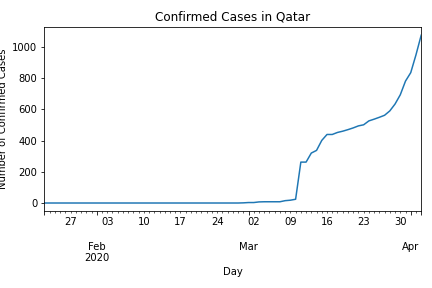 Confirmed Cases in Qatar
Number of Confirmed Cases
1000
800
600
400
200
0
27 03 10 17 24 02 09 16 23 30
Feb Mar Apr
2020
Day